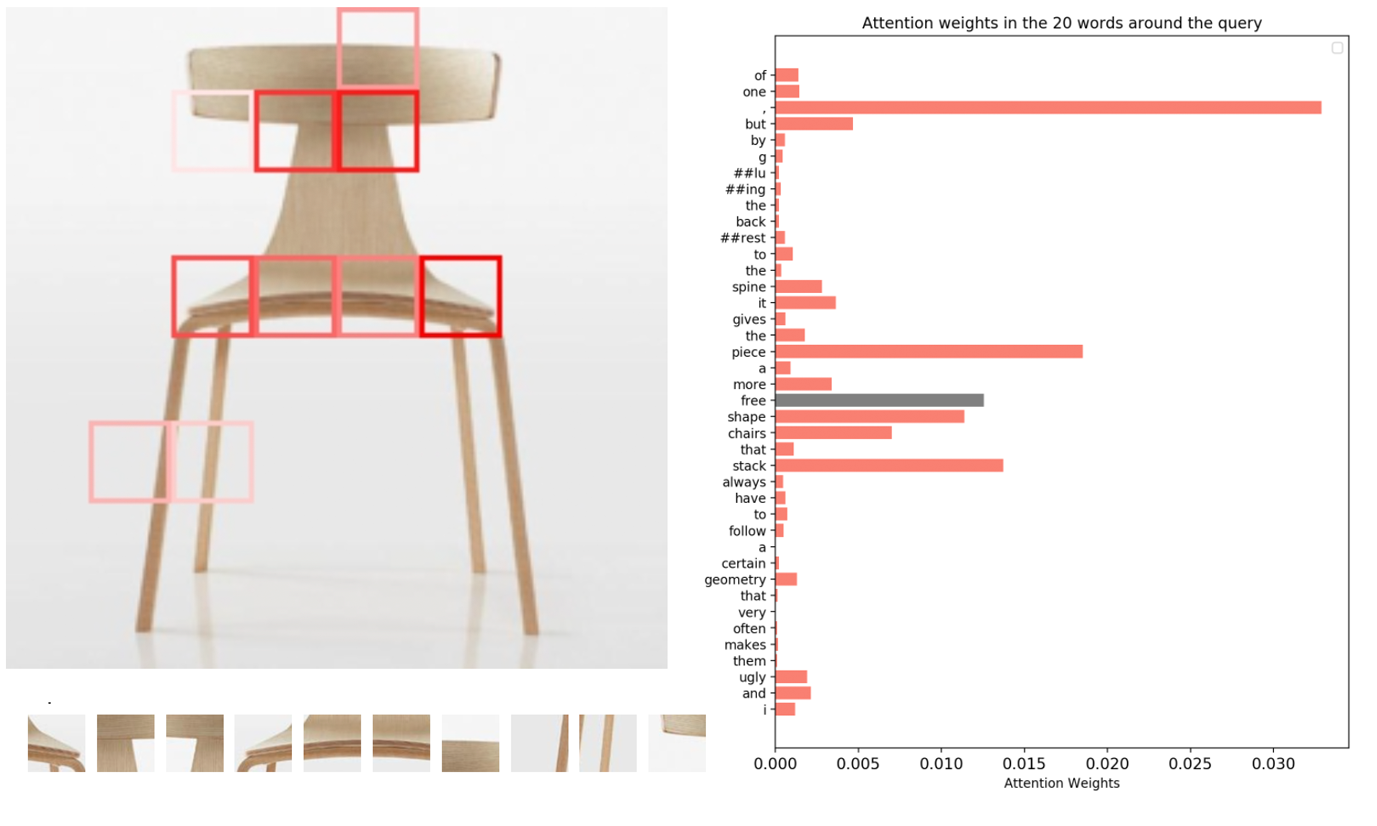 Attention weights in the 20 words around the query
of
one
,
but
by
g
##lu
##ing
the
back
##rest
to
the
spine
it
gives
the
piece
a
more
free
shape
chairs
that
stack
always
have
to
follow
a
certain
geometry
that
very
often
makes
them
ugly
and
i
0.000 0.005 0.010 0.015 0.020 0.025 0.030
Attention Weights
.